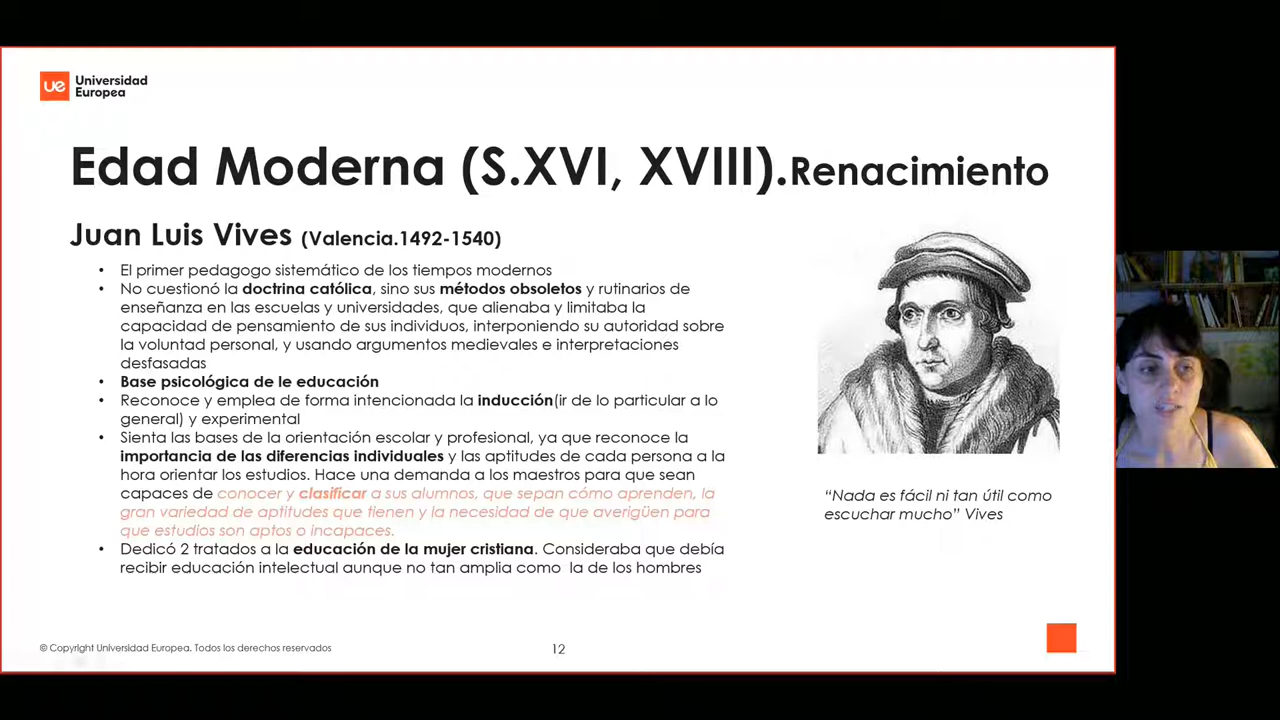 ue Universidad
Europea
Edad Moderna (S.XVI, XVIII).Renacimiento
Juan Luis Vives (Valencia.1492-1540)
• El primer pedagogo sistemático de los tiempos modernos
• No cuestionó la doctrina católica, sino sus métodos obsoletos y rutinarios de
enseñanza en las escuelas y universidades, que alienaba y limitaba la
capacidad de pensamiento de sus individuos, interponiendo su autoridad sobre
la voluntad personal, y usando argumentos medievales e interpretaciones
desfasadas
• Base psicológica de le educación
• Reconoce y emplea de forma intencionada la inducción(ir de lo particular a lo
general) y experimental
• Sienta las bases de la orientación escolar y profesional, ya que reconoce la
importancia de las diferencias individuales y las aptitudes de cada persona a la
hora orientar los estudios. Hace una demanda a los maestros para que sean
capaces de conocer y clasificar a sus alumnos, que sepan cómo aprenden, la
gran variedad de aptitudes que tienen y la necesidad de que averigüen para
que estudios son aptos o incapaces.
• Dedicó 2 tratados a la educación de la mujer cristiana. Consideraba que debía
recibir educación intelectual aunque no tan amplia como la de los hombres
"Nada es fácil ni tan útil como
escuchar mucho" Vives
© Copyright Universidad Europea. Todos los derechos reservados
12